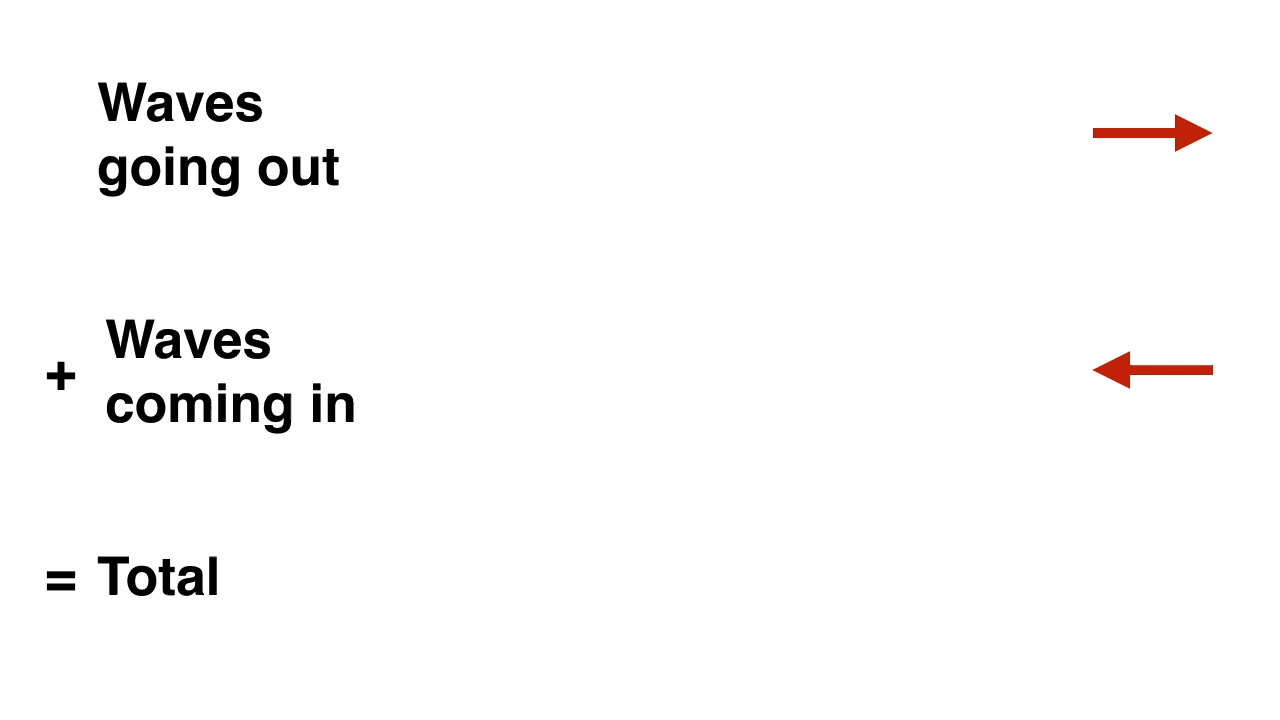 Waves
going out
+ Waves
coming in
= Total